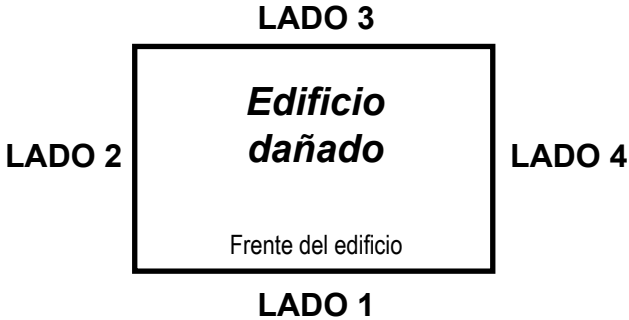 LADO 3
Edificio
dañado
LADO 2
LADO 4
Frente del edificio
LADO 1